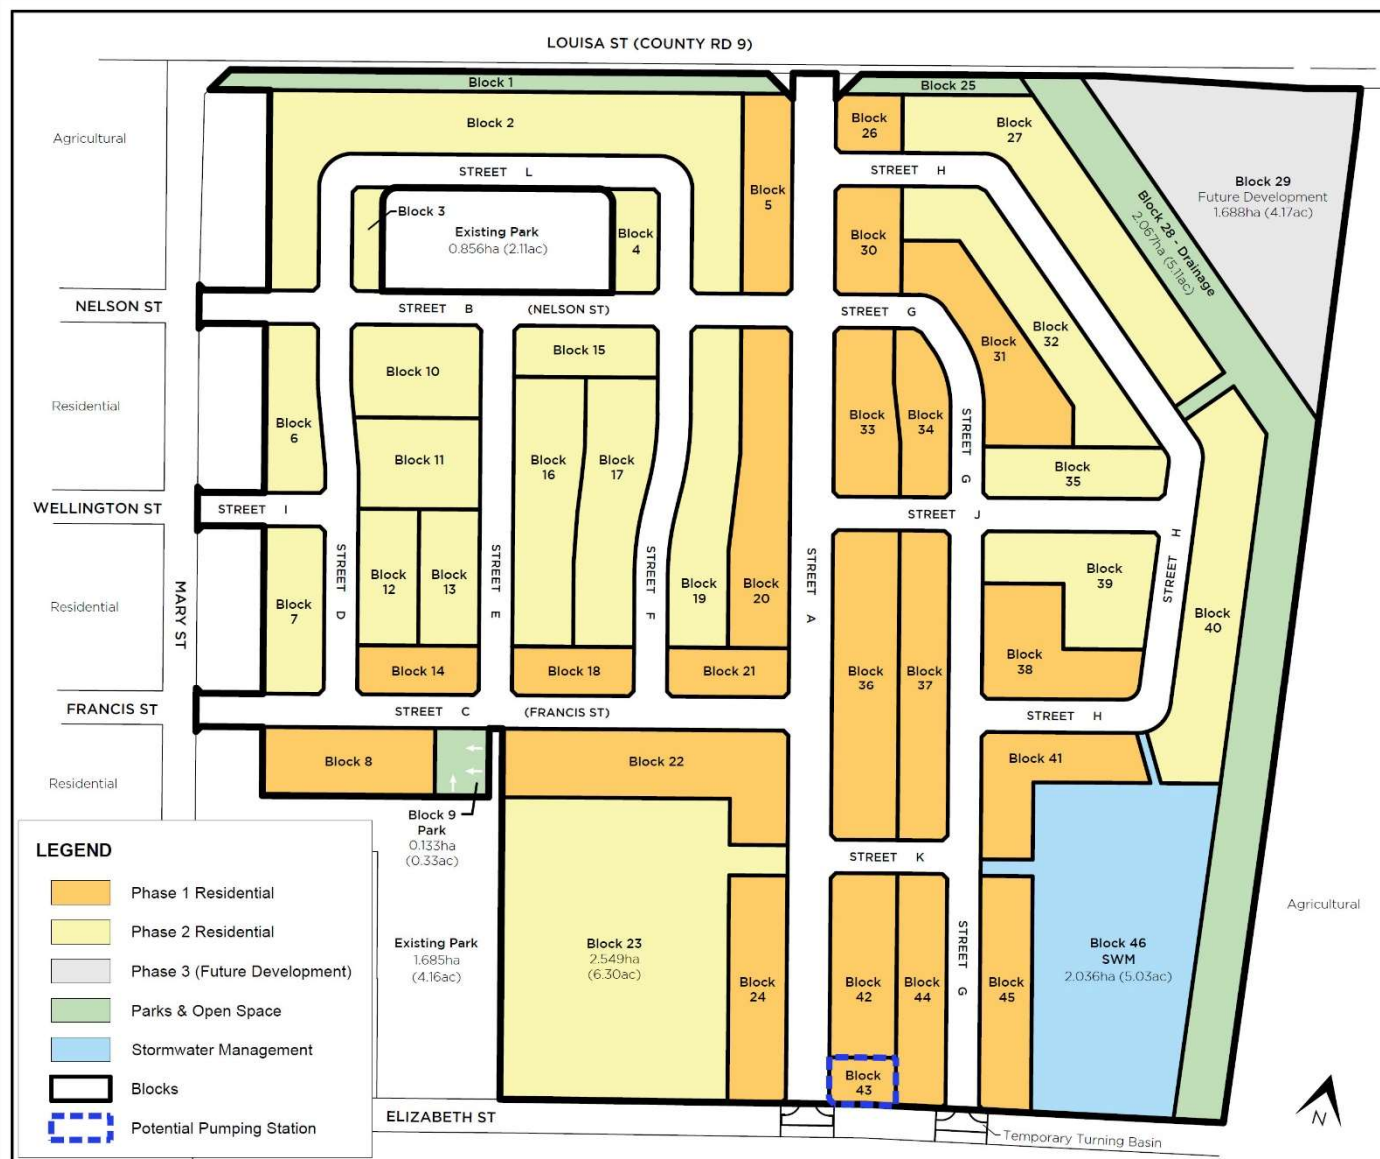 LOUISA ST (COUNTY RD 9)
Block 1
Block 25
Agricultural
Block 2
Block
5
Block
26
Block
27
STREET L
STREET H
Block 3
Existing Park
0.856ha (2.11ac)
Block
4
Block
30
Block 28 - Drainage
2.067ha (5.11ac)
Block 29
Future Development
1.688ha (4.17ac)
NELSON ST
STREET B
(NELSON ST)
STREET G
Block
31
Block
32
Residential
Block
6
Block 10
Block 15
Block
33
Block
34
STREET G
Block 11
Block
16
Block
17
Block
35
WELLINGTON ST
STREET I
STREET J
STREET H
MARY ST
STREET D
STREET E
STREET F
STREET A
Residential
Block
7
Block
12
Block
13
Block
19
Block
20
Block
39
STREET H
Block
40
Block 14
Block 18
Block 21
Block
36
Block
37
Block
38
FRANCIS ST
STREET C
(FRANCIS ST)
STREET H
Residential
Block 8
Block 22
Block 41
Block 9
Park
0.133ha
(0.33ac)
STREET K
Existing Park
1.685ha
(4.16ac)
Block 23
2.549ha
(6.30ac)
Block
24
Block
42
Block
44
STREET G
Block
45
Block 46
SWM
2.036ha (5.03ac)
Agricultural
Block
43
ELIZABETH ST
Temporary Turning Basin
N
LEGEND
Phase 1 Residential
Phase 2 Residential
Phase 3 (Future Development)
Parks & Open Space
Stormwater Management
Blocks
Potential Pumping Station